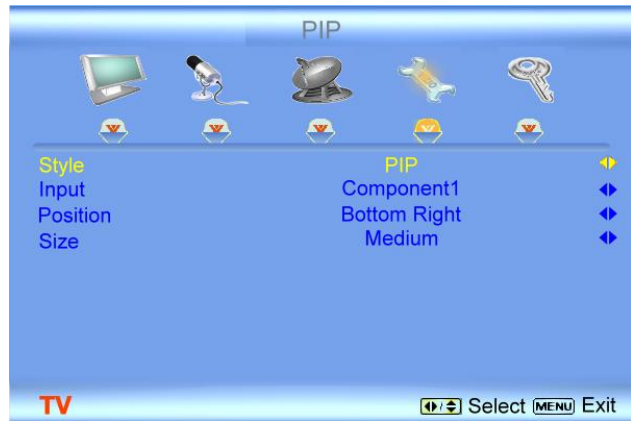 PIP
Style PIP
Input Component1
Position Bottom Right
Size Medium
TV Select MENU Exit